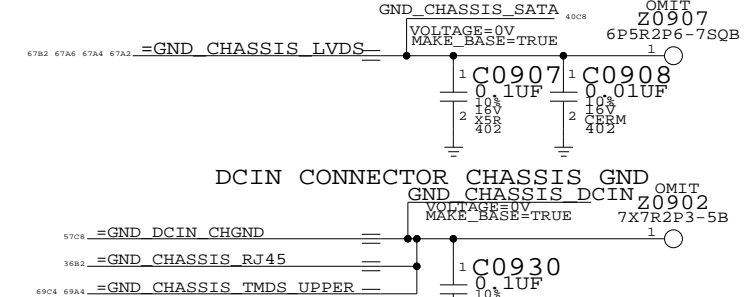 GND_CHASSIS_SATA 40C8
OMIT
Z0907
6P5R2P6-7SQB
VOLTAGE=0V
MAKE_BASE=TRUE
67B2 67A6 67A4 67A2 =GND_CHASSIS_LVDS
1
1 C0907
0.1UF
10%
16V
2 X5R
402
1 C0908
0.01UF
10%
16V
2 CERM
402
DCIN CONNECTOR CHASSIS GND
GND_CHASSIS_DCIN
OMIT
Z0902
7X7R2P3-5B
VOLTAGE=0V
MAKE_BASE=TRUE
57C8 =GND_DCIN_CHGND
1
36B2 =GND_CHASSIS_RJ45
1 C0930
0.1UF
10%
69C4 69A4 =GND_CHASSIS_TMDS_UPPER